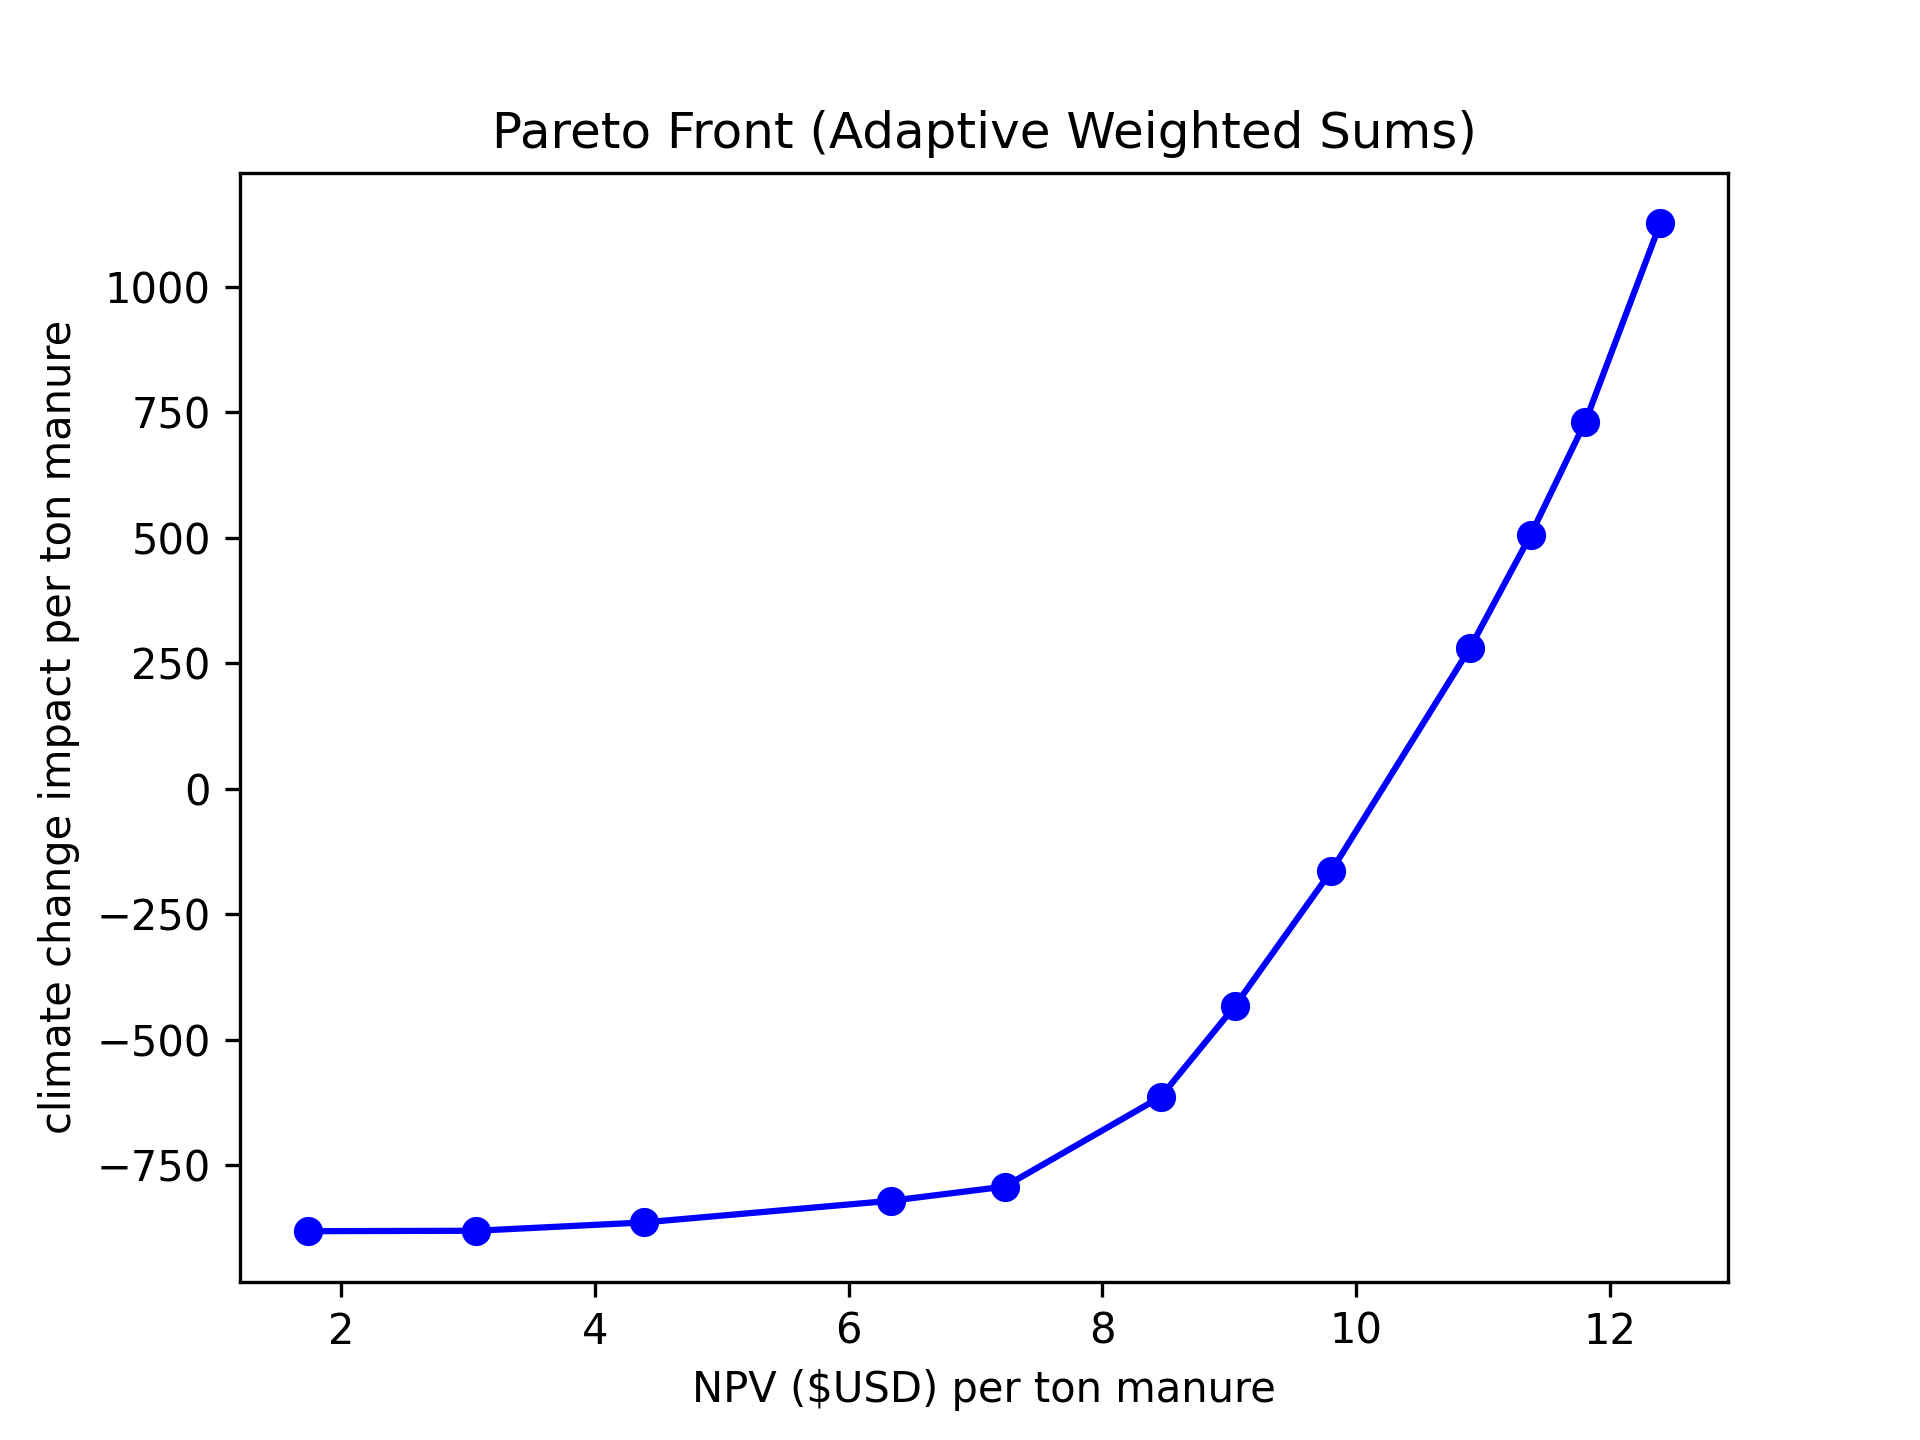 Pareto Front (Adaptive Weighted Sums)
climate change impact per ton manure
1000
750
500
250
0
−250
−500
−750
2 4 6 8 10 12
NPV ($USD) per ton manure